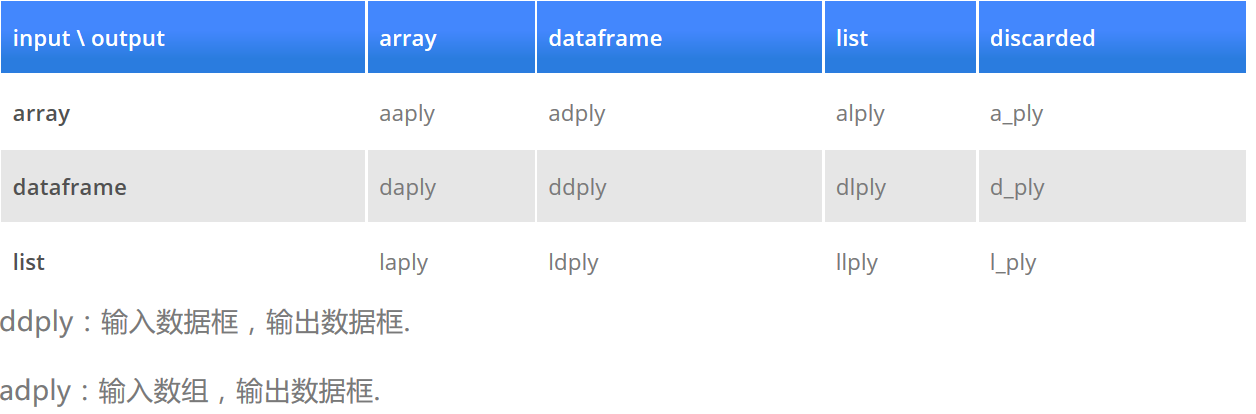 input \ output array dataframe list discarded
array aaply adply alply a_ply
dataframe daply ddply dlply d_ply
list laply ldply llply l_ply
ddply：输入数据框，输出数据框.
adply：输入数组，输出数据框.